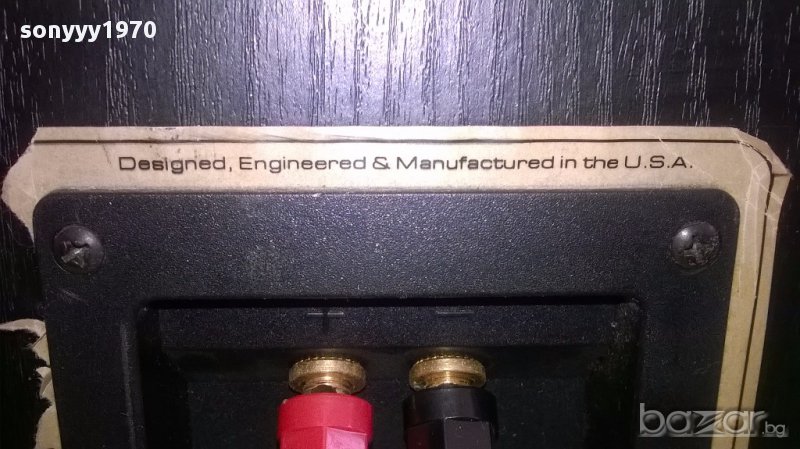 sonyyy1970
Designed, Engineered & Manufactured in the U.S.A.
+ −
bazar.bg